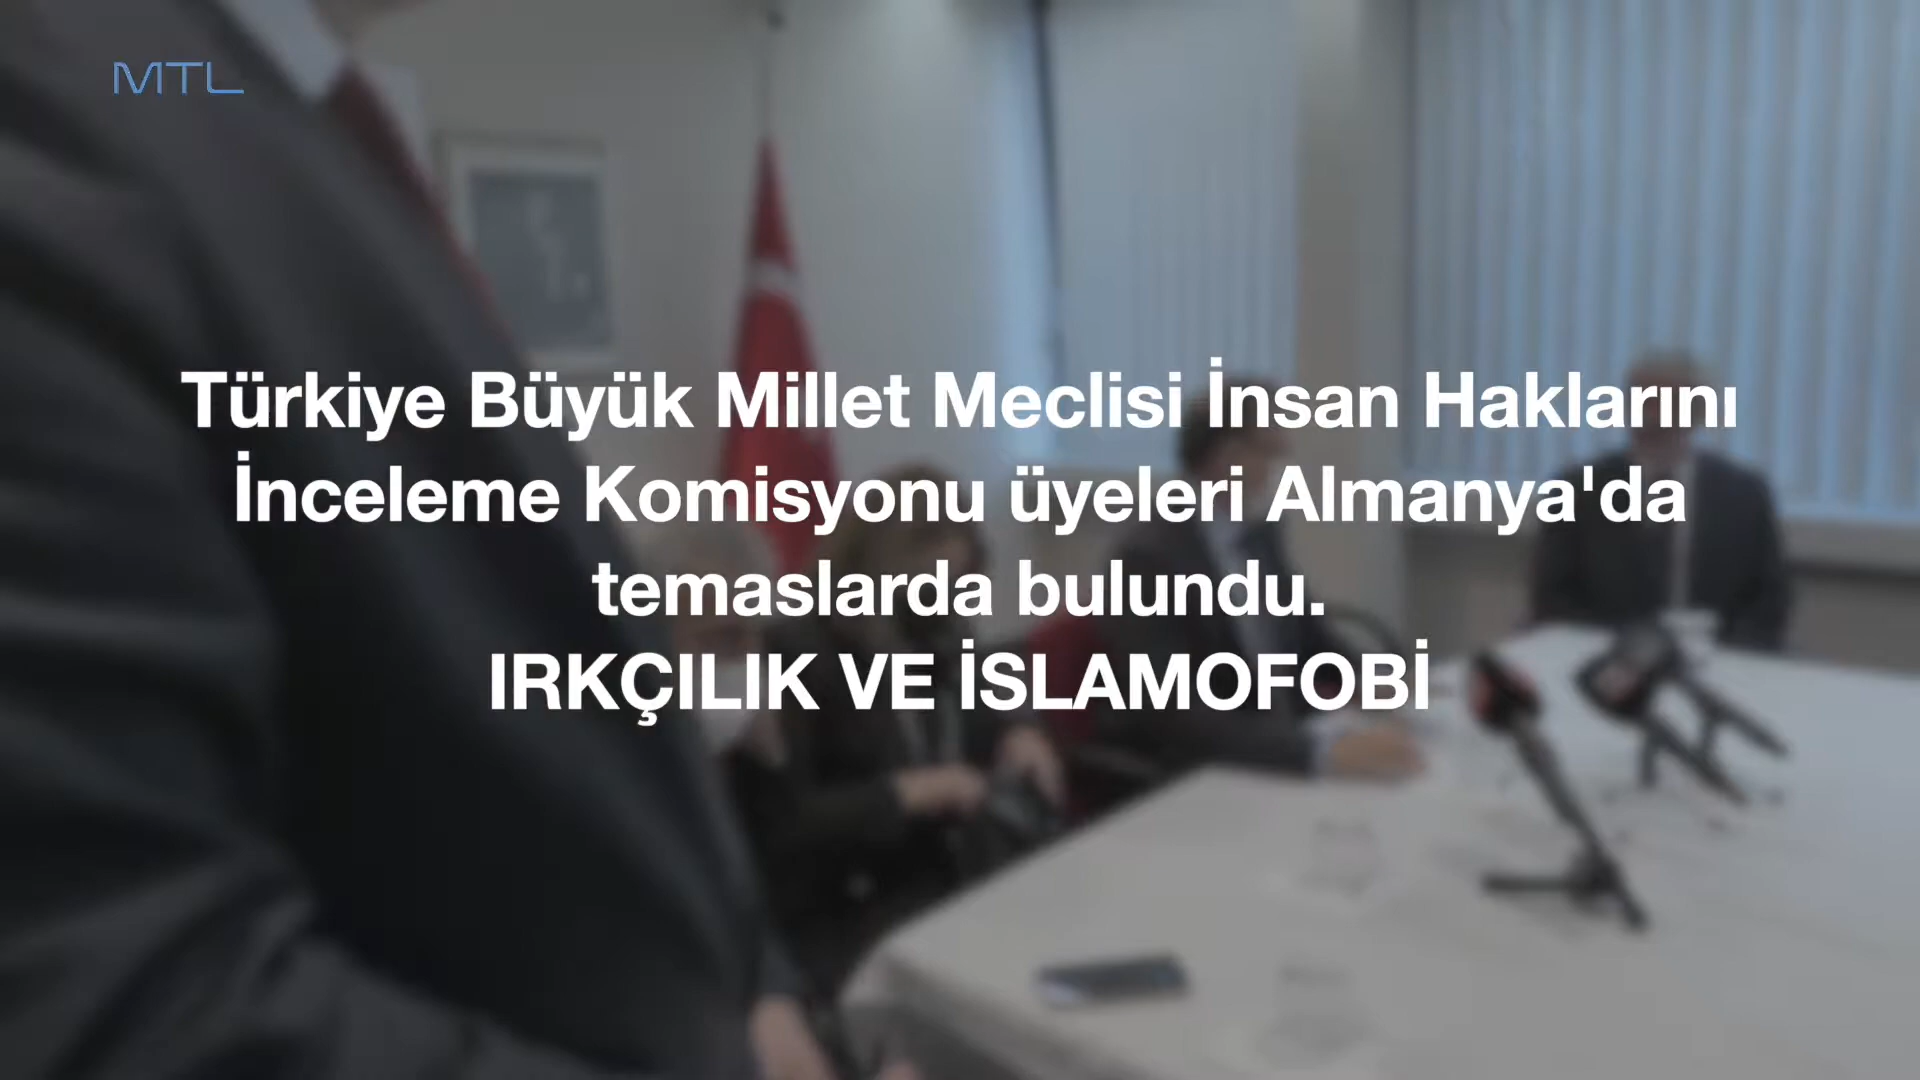 MTL
Türkiye Büyük Millet Meclisi İnsan Haklarını
İnceleme Komisyonu üyeleri Almanya'da
temaslarda bulundu.
IRKÇILIK VE İSLAMOFOBİ